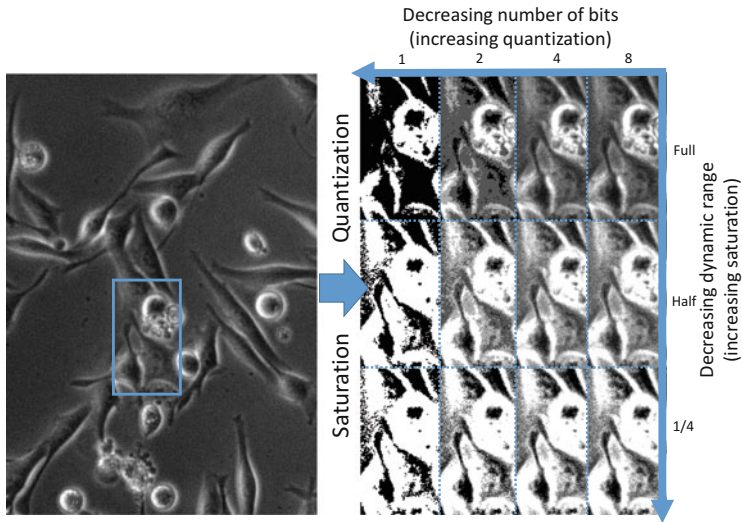 Decreasing number of bits
(increasing quantization)
1 2 4 8
Quantization
Saturation
Full
Half
1/4
Decreasing dynamic range
(increasing saturation)